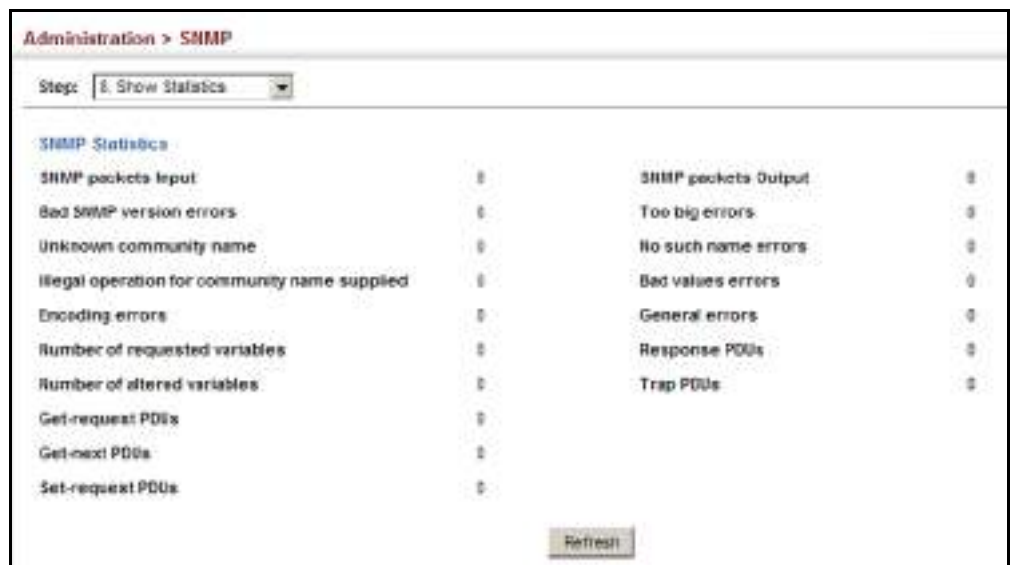 Administration > SNMP
Step: 8. Show Statistics
SNMP Statistics
SNMP packets Input 0 SNMP packets Output 0
Bad SNMP version errors 0 Too big errors 0
Unknown community name 0 No such name errors 0
Illegal operation for community name supplied 0 Bad values errors 0
Encoding errors 0 General errors 0
Number of requested variables 0 Response PDUs 0
Number of altered variables 0 Trap PDUs 0
Get-request PDUs 0
Get-next PDUs 0
Set-request PDUs 0
Refresh